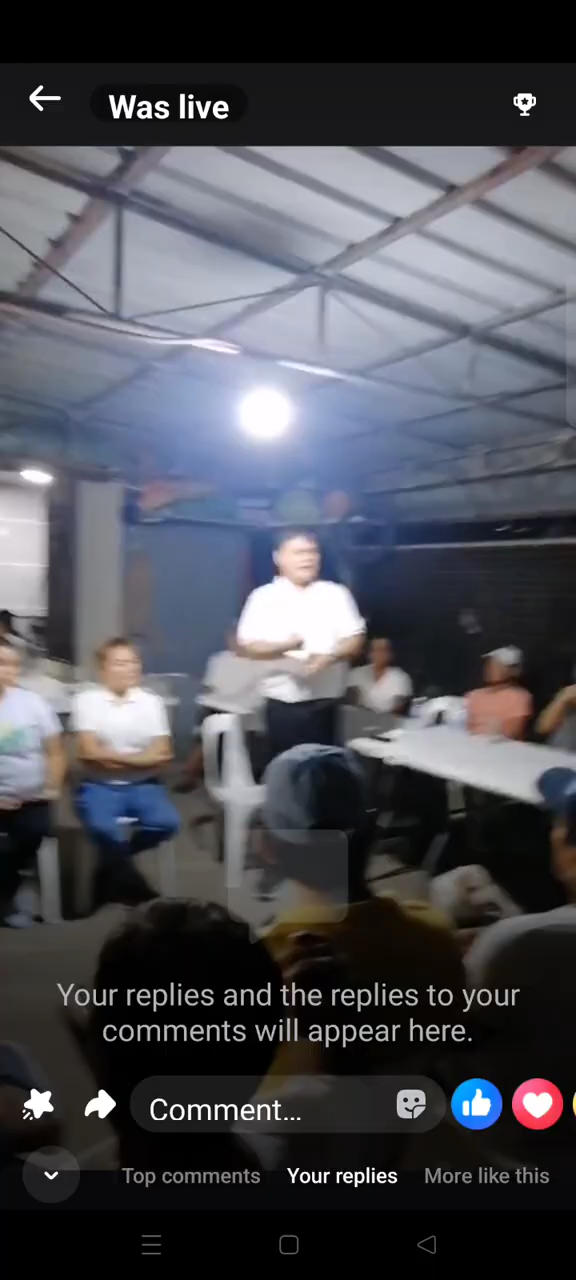 Was live
Your replies and the replies to your
comments will appear here.
Comment...
Top comments
Your replies
More like this